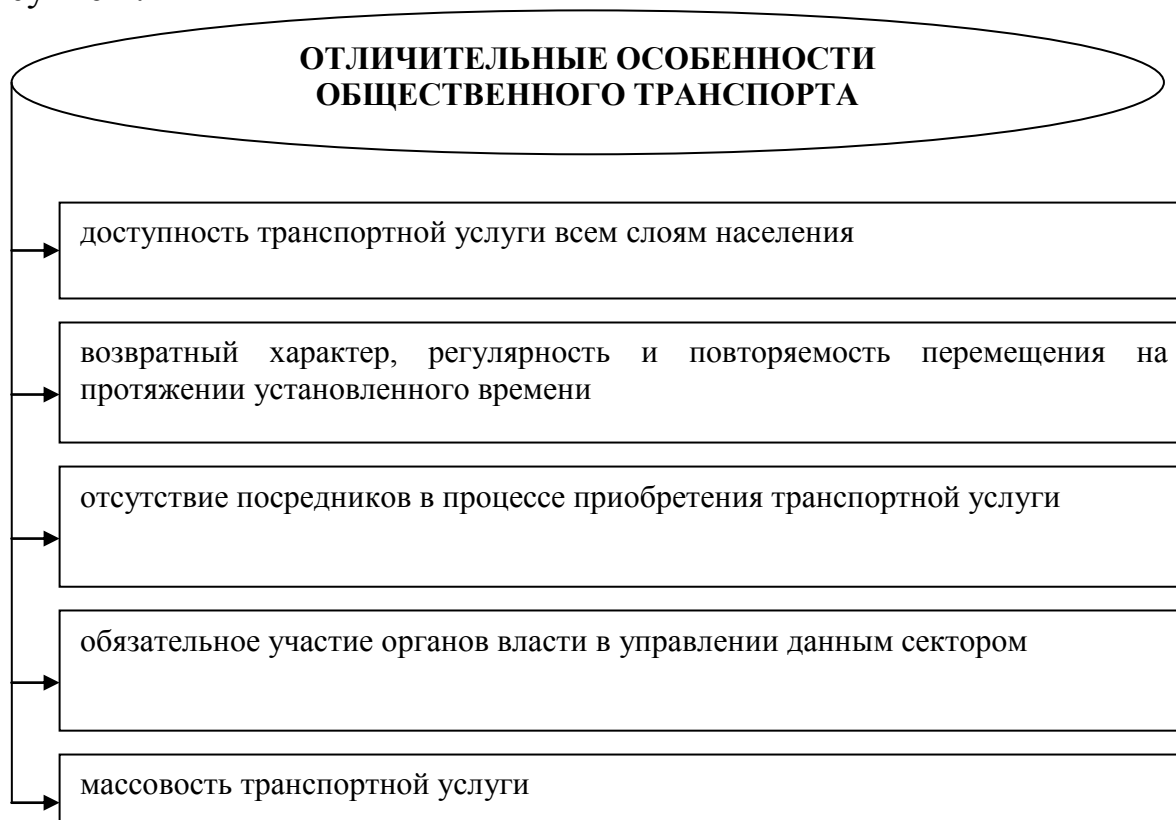 ОТЛИЧИТЕЛЬНЫЕ ОСОБЕННОСТИ
ОБЩЕСТВЕННОГО ТРАНСПОРТА
доступность транспортной услуги всем слоям населения
возвратный характер, регулярность и повторяемость перемещения на
протяжении установленного времени
отсутствие посредников в процессе приобретения транспортной услуги
обязательное участие органов власти в управлении данным сектором
массовость транспортной услуги